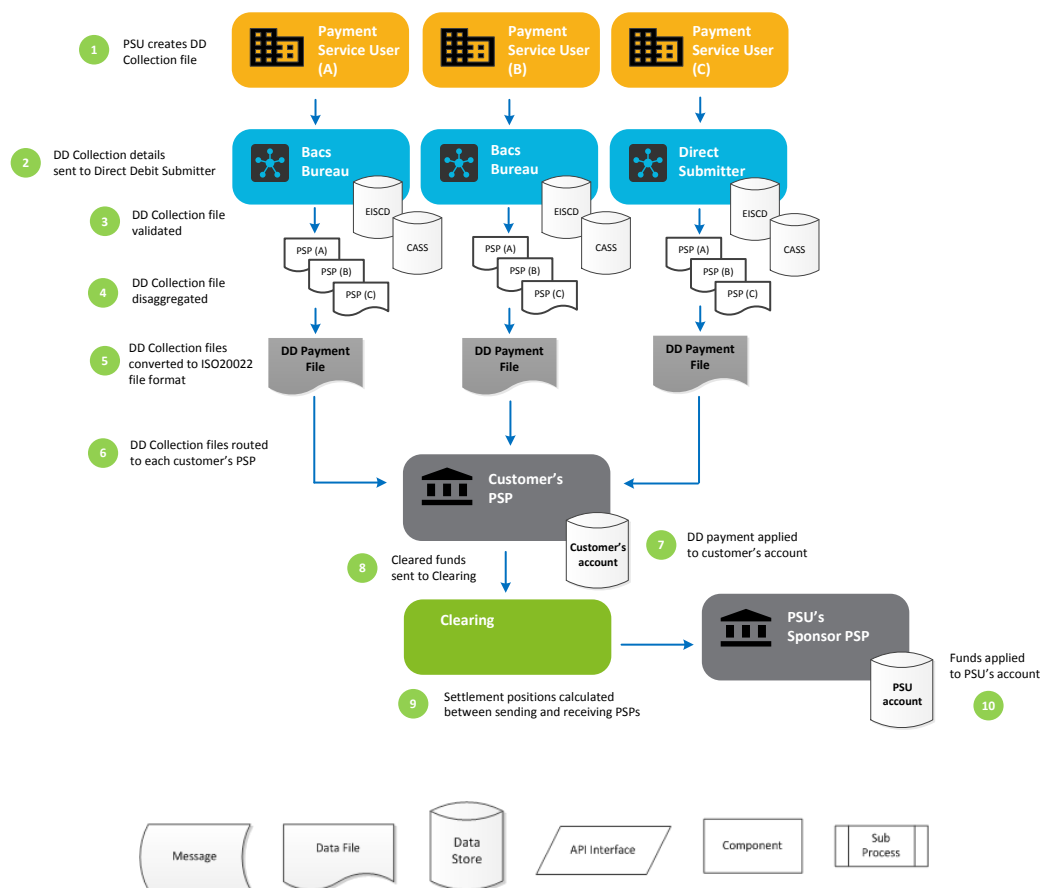 1
PSU creates DD
Collection file
Payment
Service User
(A)
Payment
Service User
(B)
Payment
Service User
(C)
2
DD Collection details
sent to Direct Debit Submitter
Bacs
Bureau
Bacs
Bureau
Direct
Submitter
EISCD
CASS
EISCD
CASS
EISCD
CASS
3
DD Collection file
validated
PSP (A)
PSP (B)
PSP (C)
PSP (A)
PSP (B)
PSP (C)
PSP (A)
PSP (B)
PSP (C)
4
DD Collection file
disaggregated
5
DD Collection files
converted to ISO20022
file format
DD Payment
File
DD Payment
File
DD Payment
File
6
DD Collection files routed
to each customer's PSP
Customer's
PSP
Customer's
account
7
DD payment applied
to customer's account
8
Cleared funds
sent to Clearing
Clearing
PSU's
Sponsor PSP
PSU
account
Funds applied
to PSU's account
10
9
Settlement positions calculated
between sending and receiving PSPs
Message
Data File
Data
Store
API Interface
Component
Sub
Process